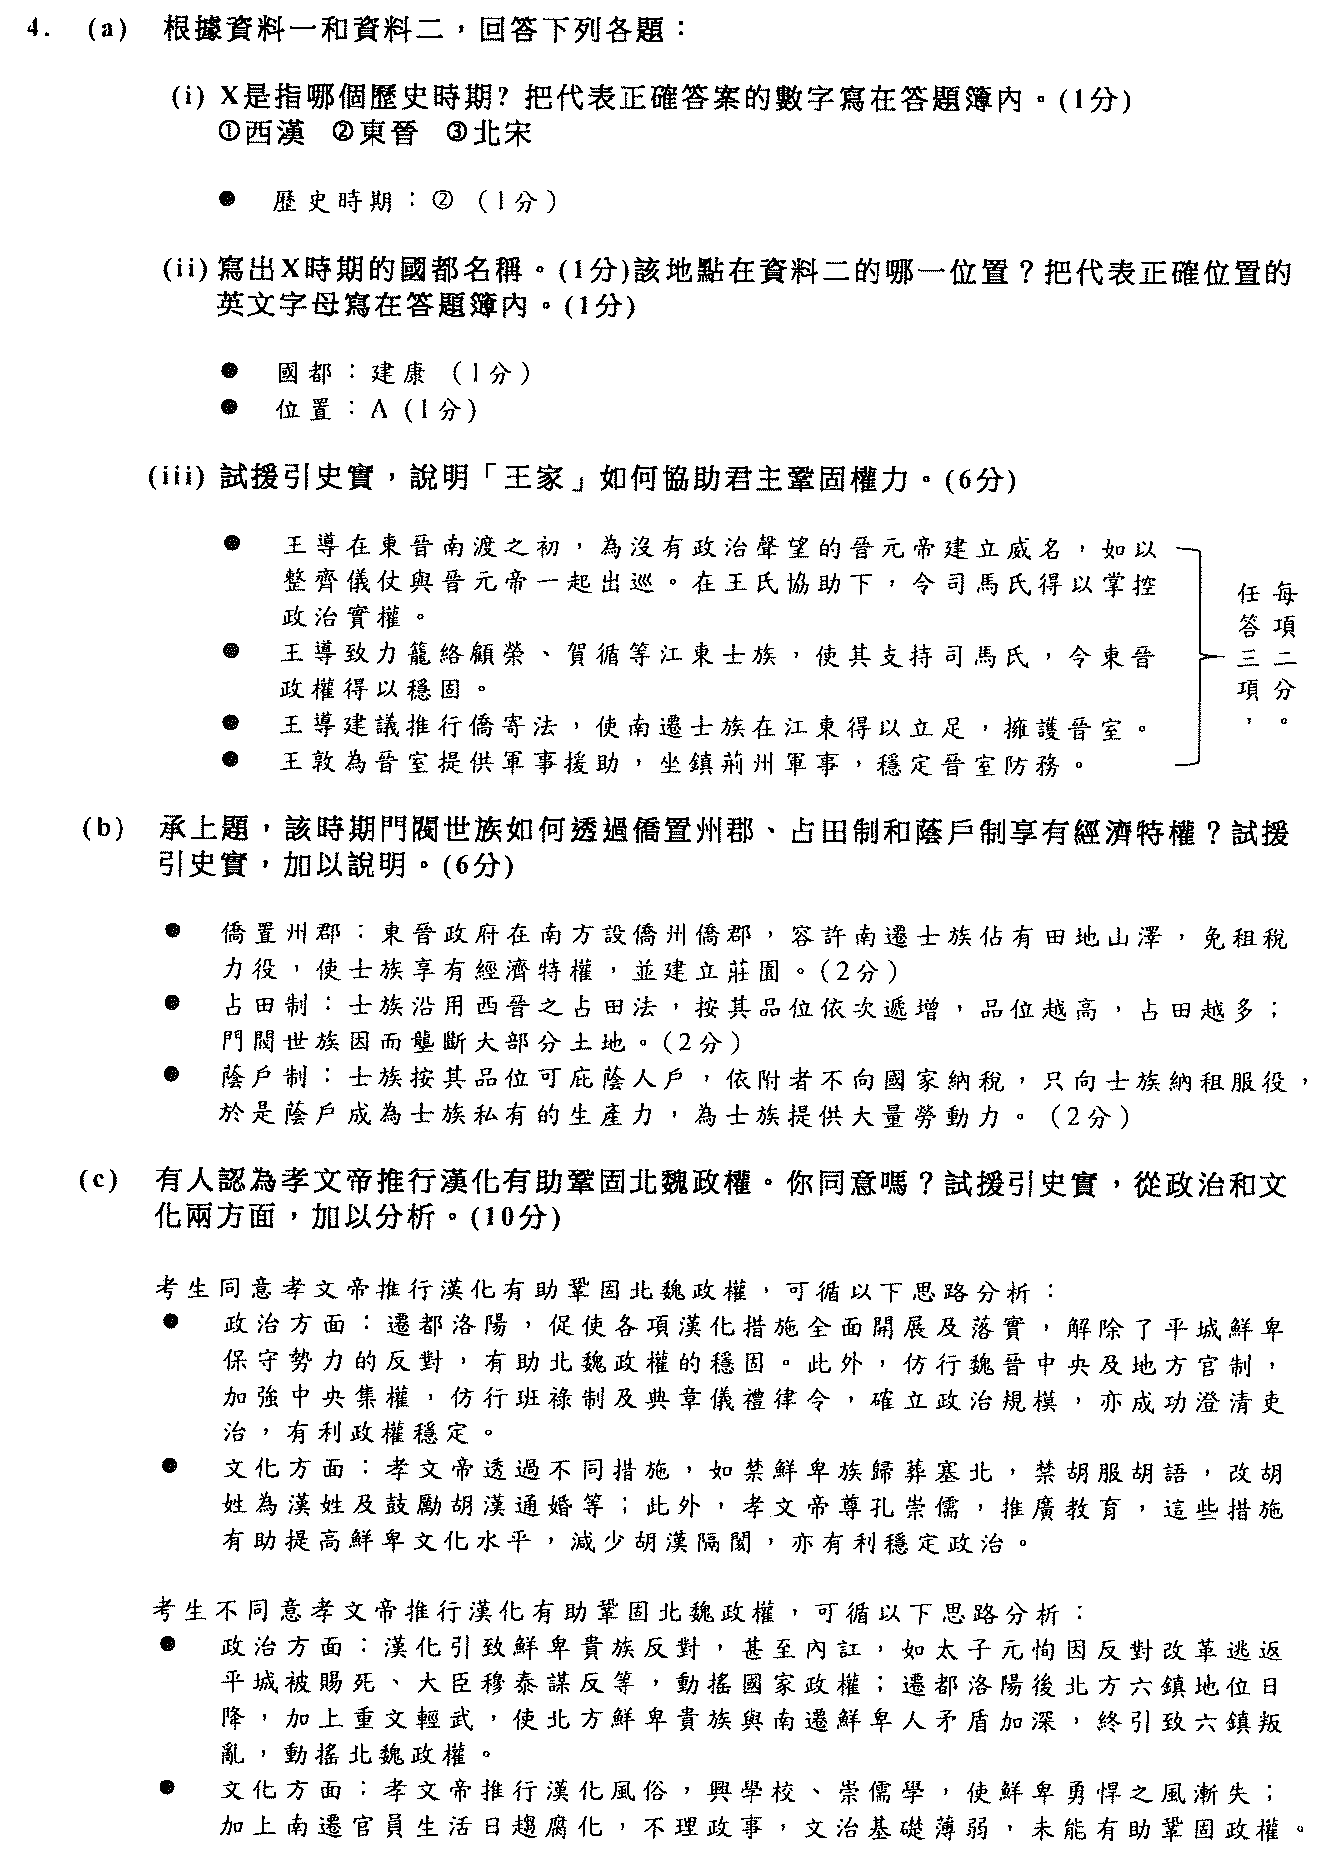 4. (a) 根據資料一和資料二，回答下列各題：
(i) X是指哪個歷史時期？把代表正確答案的數字寫在答題簿內。(1分)
①西漢 ②東晉 ③北宋
● 歷史時期：② (1分)
(ii) 寫出X時期的國都名稱。(1分)該地點在資料二的哪一位置？把代表正確位置的
英文字母寫在答題簿內。(1分)
● 國都：建康 (1分)
● 位置：A (1分)
(iii) 試援引史實，說明「王家」如何協助君主鞏固權力。(6分)
● 王導在東晉南渡之初，為沒有政治聲望的晉元帝建立威名，如以
整齊儀仗與晉元帝一起出巡。在王氏協助下，令司馬氏得以掌控
政治實權。
● 王導致力籠絡顧榮、賀循等江東士族，使其支持司馬氏，令東晉
政權得以穩固。
● 王導建議推行僑寄法，使南遷士族在江東得以立足，擁護晉室。
● 王敦為晉室提供軍事援助，坐鎮荊州軍事，穩定晉室防務。
每項二分。
任答三項，
(b) 承上題，該時期門閥世族如何透過僑置州郡、占田制和蔭戶制享有經濟特權？試援
引史實，加以說明。(6分)
● 僑置州郡：東晉政府在南方設僑州僑郡，容許南遷士族佔有田地山澤，免租稅
力役，使士族享有經濟特權，並建立莊園。(2分)
● 占田制：士族沿用西晉之占田法，按其品位依次遞增，品位越高，占田越多；
門閥世族因而壟斷大部分土地。(2分)
● 蔭戶制：士族按其品位可庇蔭人戶，依附者不向國家納稅，只向士族納租服役，
於是蔭戶成為士族私有的生產力，為士族提供大量勞動力。(2分)
(c) 有人認為孝文帝推行漢化有助鞏固北魏政權。你同意嗎？試援引史實，從政治和文
化兩方面，加以分析。(10分)
考生同意孝文帝推行漢化有助鞏固北魏政權，可循以下思路分析：
● 政治方面：遷都洛陽，促使各項漢化措施全面開展及落實，解除了平城鮮卑
保守勢力的反對，有助北魏政權的穩固。此外，仿行魏晉中央及地方官制，
加強中央集權，仿行班祿制及典章儀禮律令，確立政治規模，亦成功澄清吏
治，有利政權穩定。
● 文化方面：孝文帝透過不同措施，如禁鮮卑族歸葬塞北，禁胡服胡語，改胡
姓為漢姓及鼓勵胡漢通婚等；此外，孝文帝尊孔崇儒，推廣教育，這些措施
有助提高鮮卑文化水平，減少胡漢隔閡，亦有利穩定政治。
考生不同意孝文帝推行漢化有助鞏固北魏政權，可循以下思路分析：
● 政治方面：漢化引致鮮卑貴族反對，甚至內訌，如太子元恂因反對改革逃返
平城被賜死、大臣穆泰謀反等，動搖國家政權；遷都洛陽後北方六鎮地位日
降，加上重文輕武，使北方鮮卑貴族與南遷鮮卑人矛盾加深，終引致六鎮叛
亂，動搖北魏政權。
● 文化方面：孝文帝推行漢化風俗，興學校、崇儒學，使鮮卑勇悍之風漸失；
加上南遷官員生活日趨腐化，不理政事，文治基礎薄弱，未能有助鞏固政權。